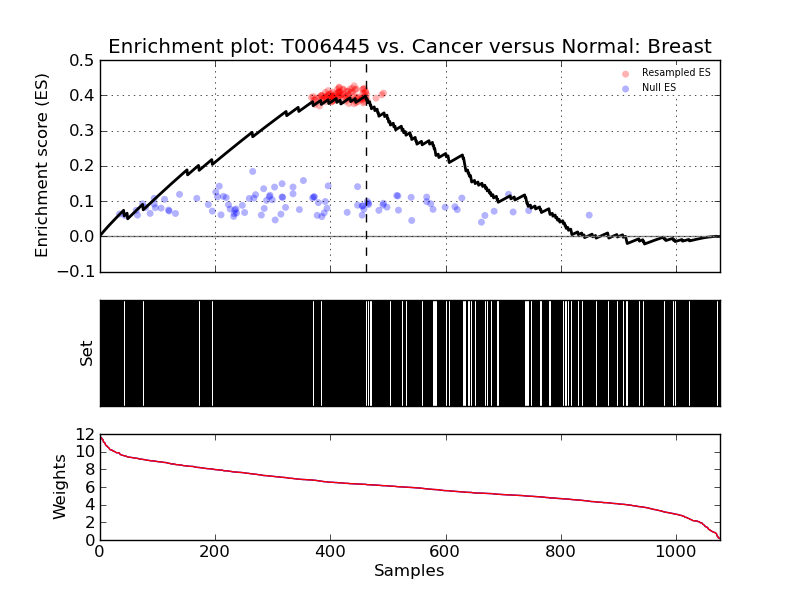 Enrichment plot: T006445 vs. Cancer versus Normal: Breast
Enrichment score (ES)
0.5
0.4
0.3
0.2
0.1
0.0
−0.1
Resampled ES
Null ES
Set
Weights
12
10
8
6
4
2
0
0 200 400 600 800 1000
Samples